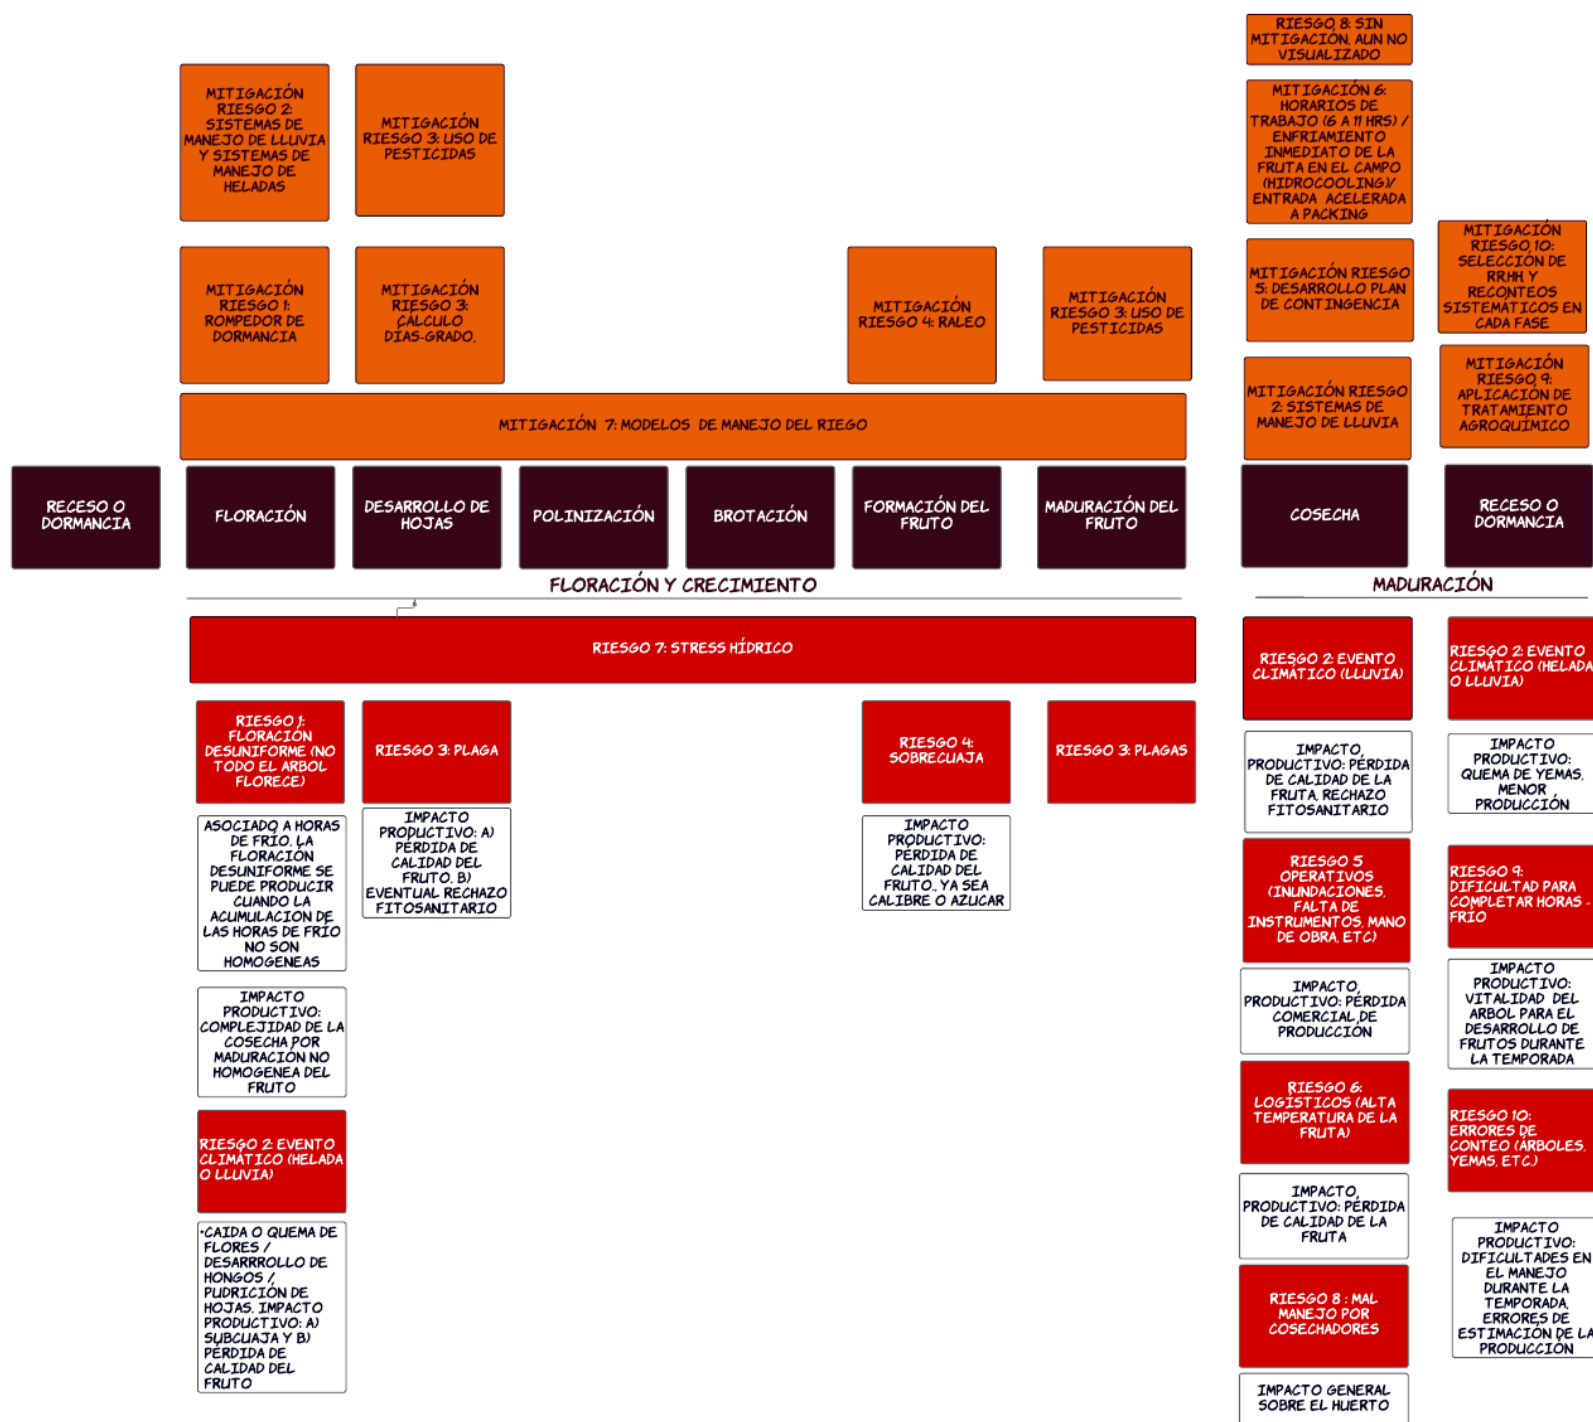 RIESGO 8: SIN
MITIGACIÓN, AUN NO
VISUALIZADO
MITIGACIÓN
RIESGO 2:
SISTEMAS DE
MANEJO DE LLUVIA
Y SISTEMAS DE
MANEJO DE
HELADAS
MITIGACIÓN
RIESGO 3: USO DE
PESTICIDAS
MITIGACIÓN 6:
HORARIOS DE
TRABAJO (6 A 11 HRS) /
ENFRIAMIENTO
INMEDIATO DE LA
FRUTA EN EL CAMPO
(HIDROCOOLING)/
ENTRADA ACELERADA
A PACKING
MITIGACIÓN
RIESGO 1:
ROMPEDOR DE
DORMANCIA
MITIGACIÓN
RIESGO 3:
CÁLCULO
DÍAS-GRADO.
MITIGACIÓN
RIESGO 4: RALEO
MITIGACIÓN
RIESGO 3: USO DE
PESTICIDAS
MITIGACIÓN RIESGO
5: DESARROLLO PLAN
DE CONTINGENCIA
MITIGACIÓN
RIESGO 10:
SELECCIÓN DE
RRHH Y
RECONTEOS
SISTEMÁTICOS EN
CADA FASE
MITIGACIÓN RIESGO
2: SISTEMAS DE
MANEJO DE LLUVIA
MITIGACIÓN
RIESGO 9:
APLICACIÓN DE
TRATAMIENTO
AGROQUÍMICO
MITIGACIÓN 7: MODELOS DE MANEJO DEL RIEGO
RECESO O
DORMANCIA
FLORACIÓN
DESARROLLO DE
HOJAS
POLINIZACIÓN
BROTACIÓN
FORMACIÓN DEL
FRUTO
MADURACIÓN DEL
FRUTO
COSECHA
RECESO O
DORMANCIA
FLORACIÓN Y CRECIMIENTO
MADURACIÓN
RIESGO 7: STRESS HÍDRICO
RIESGO 1:
FLORACIÓN
DESUNIFORME (NO
TODO EL ARBOL
FLORECE)
ASOCIADO A HORAS
DE FRÍO. LA
FLORACIÓN
DESUNIFORME SE
PUEDE PRODUCIR
CUANDO LA
ACUMULACION DE
LAS HORAS DE FRÍO
NO SON
HOMOGENEAS
IMPACTO
PRODUCTIVO:
COMPLEJIDAD DE LA
COSECHA POR
MADURACIÓN NO
HOMOGENEA DEL
FRUTO
RIESGO 2: EVENTO
CLIMÁTICO (HELADA
O LLUVIA)
•CAIDA O QUEMA DE
FLORES /
DESARRROLLO DE
HONGOS /
PUDRICIÓN DE
HOJAS. IMPACTO
PRODUCTIVO: A)
SUBCUAJA Y B)
PÉRDIDA DE
CALIDAD DEL
FRUTO
RIESGO 3: PLAGA
IMPACTO
PRODUCTIVO: A)
PÉRDIDA DE
CALIDAD DEL
FRUTO. B)
EVENTUAL RECHAZO
FITOSANITARIO
RIESGO 4:
SOBRECUAJA
IMPACTO
PRODUCTIVO:
PÉRDIDA DE
CALIDAD DEL
FRUTO., YA SEA
CALIBRE O AZUCAR
RIESGO 3: PLAGAS
RIESGO 2: EVENTO
CLIMÁTICO (LLUVIA)
IMPACTO
PRODUCTIVO: PÉRDIDA
DE CALIDAD DE LA
FRUTA, RECHAZO
FITOSANITARIO
RIESGO 5
OPERATIVOS
(INUNDACIONES,
FALTA DE
INSTRUMENTOS, MANO
DE OBRA, ETC)
IMPACTO
PRODUCTIVO: PÉRDIDA
COMERCIAL DE
PRODUCCIÓN
RIESGO 6:
LOGÍSTICOS (ALTA
TEMPERATURA DE LA
FRUTA)
IMPACTO
PRODUCTIVO: PÉRDIDA
DE CALIDAD DE LA
FRUTA
RIESGO 8 : MAL
MANEJO POR
COSECHADORES
IMPACTO GENERAL
SOBRE EL HUERTO
RIESGO 2: EVENTO
CLIMÁTICO (HELADA
O LLUVIA)
IMPACTO
PRODUCTIVO:
QUEMA DE YEMAS,
MENOR
PRODUCCIÓN
RIESGO 9:
DIFICULTAD PARA
COMPLETAR HORAS -
FRÍO
IMPACTO
PRODUCTIVO:
VITALIDAD DEL
ARBOL PARA EL
DESARROLLO DE
FRUTOS DURANTE
LA TEMPORADA
RIESGO 10:
ERRORES DE
CONTEO (ÁRBOLES,
YEMAS, ETC.)
IMPACTO
PRODUCTIVO:
DIFICULTADES EN
EL MANEJO
DURANTE LA
TEMPORADA,
ERRORES DE
ESTIMACIÓN DE LA
PRODUCCIÓN